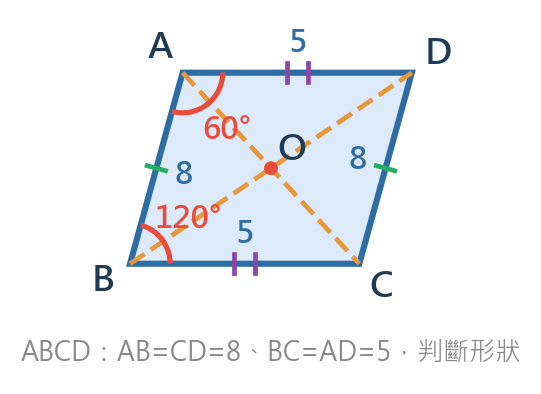 5
A
D
60°
O
8
8
120°
5
B
C
ABCD：AB=CD=8、BC=AD=5，判斷形狀